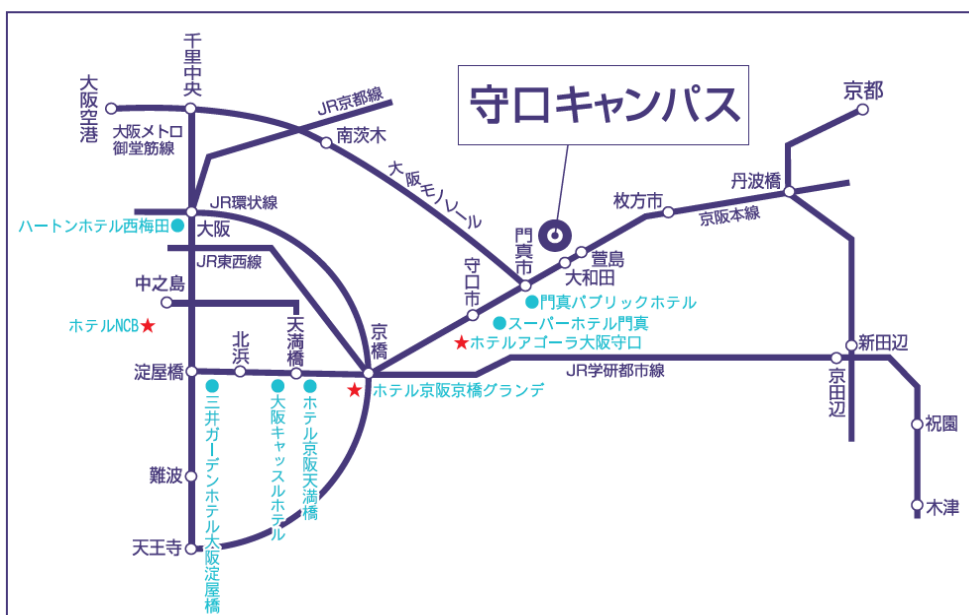 千里中央
大阪空港
大阪メトロ
御堂筋線
JR京都線
南茨木
守口キャンパス
京都
大阪モノレール
丹波橋
枚方市
京阪本線
JR環状線
ハートンホテル西梅田
大阪
門真市
萱島
大和田
JR東西線
中之島
守口市
門真パブリックホテル
スーパーホテル門真
ホテルNCB
天満橋
京橋
ホテルアゴーラ大阪守口
北浜
新田辺
淀屋橋
JR学研都市線
京田辺
ホテル京阪京橋グランデ
三井ガーデンホテル大阪淀屋橋
大阪キャッスルホテル
ホテル京阪天満橋
祝園
難波
木津
天王寺